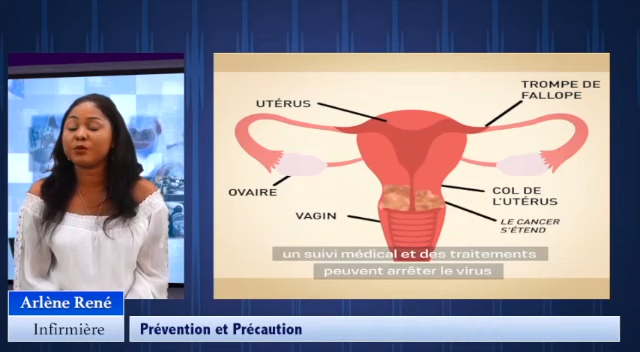 UTÉRUS
TROMPE DE
FALLOPE
OVAIRE
COL DE
L'UTÉRUS
VAGIN
LE CANCER
S'ÉTEND
un suivi médical et des traitements
peuvent arrêter le virus
Arlène René
Infirmière
Prévention et Précaution